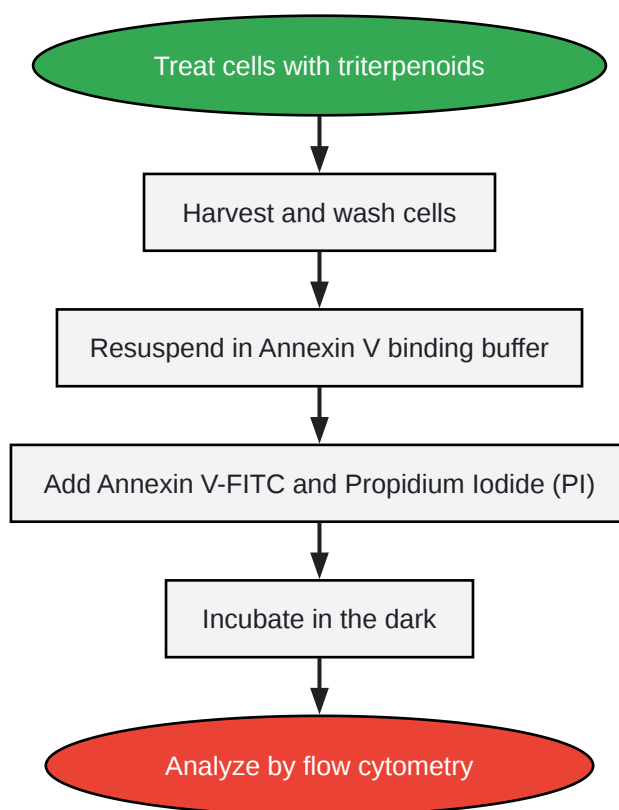 Treat cells with triterpenoids
Harvest and wash cells
Resuspend in Annexin V binding buffer
Add Annexin V-FITC and Propidium Iodide (PI)
Incubate in the dark
Analyze by flow cytometry